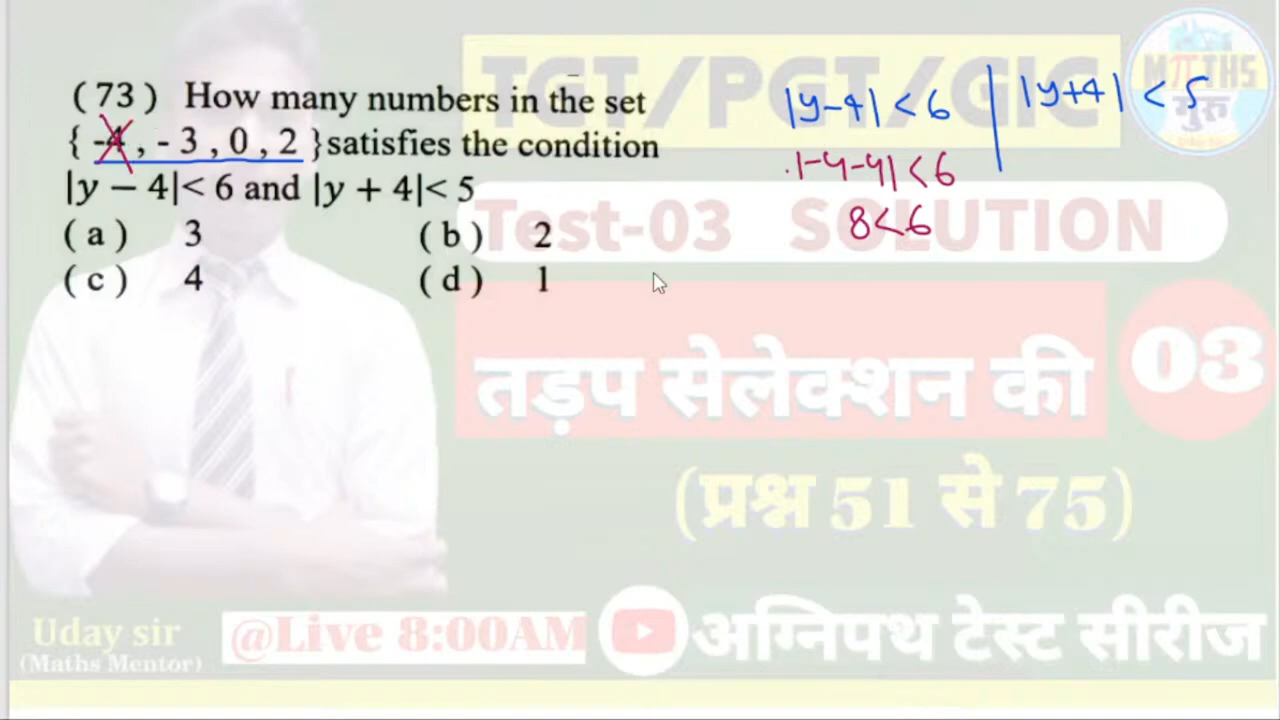 ( 73 ) How many numbers in the set
{ -4 , - 3 , 0 , 2 } satisfies the condition
|y − 4|< 6 and |y + 4|< 5
( a ) 3 ( b ) 2
( c ) 4 ( d ) 1
|y-4| < 6 |y+4| < 5
|-4-4| < 6
8<6
TGT/PGT/GIC
MπTHS
गुरु
Test-03 SOLUTION
तड़प सेलेक्शन की 03
(प्रश्न 51 से 75)
Uday sir
(Maths Mentor)
@Live 8:00AM
अग्निपथ टेस्ट सीरीज